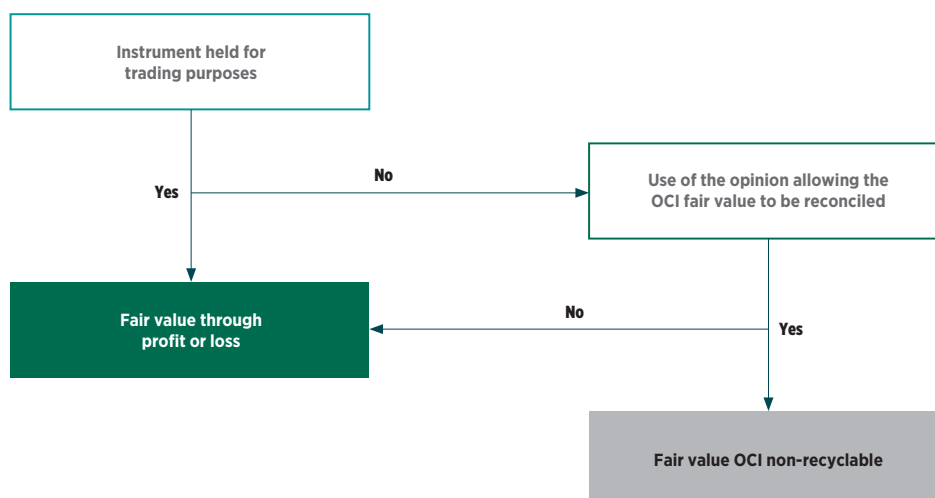 Instrument held for
trading purposes
No
Yes
Use of the opinion allowing the
OCI fair value to be reconciled
Fair value through
profit or loss
No
Yes
Fair value OCI non-recyclable